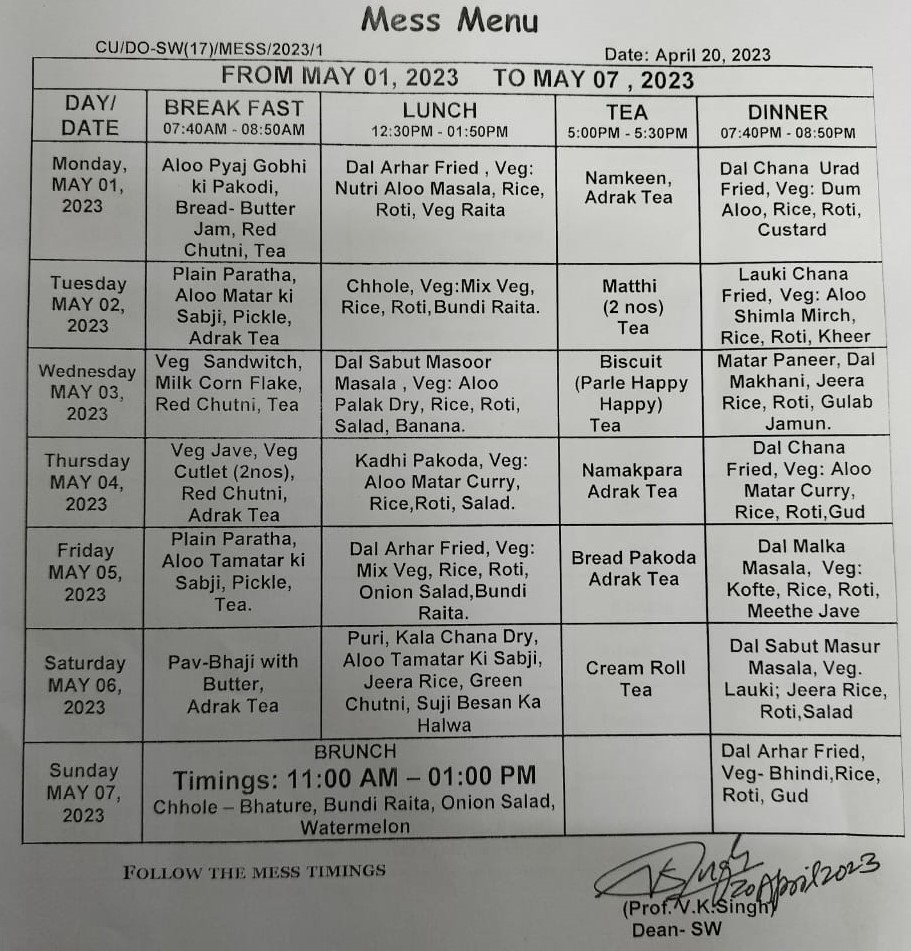 Mess Menu
CU/DO-SW(17)/MESS/2023/1
Date: April 20, 2023
FROM MAY 01, 2023 TO MAY 07 , 2023
DAY/
DATE
BREAK FAST
07:40AM - 08:50AM
LUNCH
12:30PM - 01:50PM
TEA
5:00PM - 5:30PM
DINNER
07:40PM - 08:50PM
Monday,
MAY 01,
2023
Aloo Pyaj Gobhi
ki Pakodi,
Bread- Butter
Jam, Red
Chutni, Tea
Dal Arhar Fried , Veg:
Nutri Aloo Masala, Rice,
Roti, Veg Raita
Namkeen,
Adrak Tea
Dal Chana Urad
Fried, Veg: Dum
Aloo, Rice, Roti,
Custard
Tuesday
MAY 02,
2023
Plain Paratha,
Aloo Matar ki
Sabji, Pickle,
Adrak Tea
Chhole, Veg:Mix Veg,
Rice, Roti,Bundi Raita.
Matthi
(2 nos)
Tea
Lauki Chana
Fried, Veg: Aloo
Shimla Mirch,
Rice, Roti, Kheer
Wednesday
MAY 03,
2023
Veg Sandwitch,
Milk Corn Flake,
Red Chutni, Tea
Dal Sabut Masoor
Masala , Veg: Aloo
Palak Dry, Rice, Roti,
Salad, Banana.
Biscuit
(Parle Happy
Happy)
Tea
Matar Paneer, Dal
Makhani, Jeera
Rice, Roti, Gulab
Jamun.
Thursday
MAY 04,
2023
Veg Jave, Veg
Cutlet (2nos),
Red Chutni,
Adrak Tea
Kadhi Pakoda, Veg:
Aloo Matar Curry,
Rice,Roti, Salad.
Namakpara
Adrak Tea
Dal Chana
Fried, Veg: Aloo
Matar Curry,
Rice, Roti,Gud
Friday
MAY 05,
2023
Plain Paratha,
Aloo Tamatar ki
Sabji, Pickle,
Tea.
Dal Arhar Fried, Veg:
Mix Veg, Rice, Roti,
Onion Salad,Bundi
Raita.
Bread Pakoda
Adrak Tea
Dal Malka
Masala, Veg:
Kofte, Rice, Roti,
Meethe Jave
Saturday
MAY 06,
2023
Pav-Bhaji with
Butter,
Adrak Tea
Puri, Kala Chana Dry,
Aloo Tamatar Ki Sabji,
Jeera Rice, Green
Chutni, Suji Besan Ka
Halwa
Cream Roll
Tea
Dal Sabut Masur
Masala, Veg.
Lauki; Jeera Rice,
Roti,Salad
Sunday
MAY 07,
2023
BRUNCH
Timings: 11:00 AM – 01:00 PM
Chhole – Bhature, Bundi Raita, Onion Salad,
Watermelon
Dal Arhar Fried,
Veg- Bhindi,Rice,
Roti, Gud
FOLLOW THE MESS TIMINGS
20 April 2023
(Prof. V.K.Singh)
Dean- SW